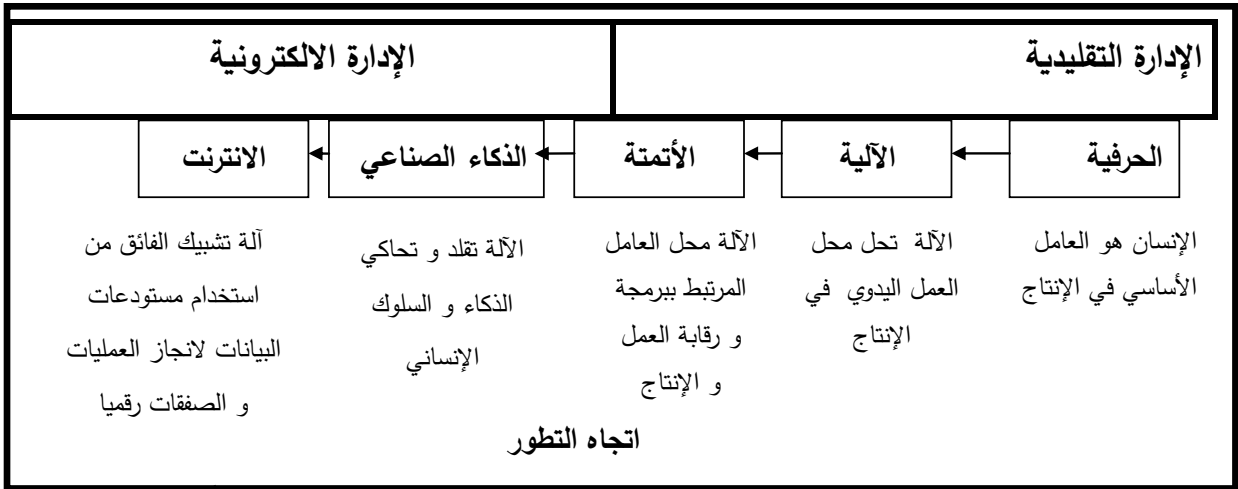 الإدارة التقليدية
الإدارة الالكترونية
الحرفية
الآلية
الأتمتة
الذكاء الصناعي
الانترنت
الإنسان هو العامل
الأساسي في الإنتاج
الآلة تحل محل
العمل اليدوي في
الإنتاج
الآلة محل العامل
المرتبط ببرمجة
و رقابة العمل
و الإنتاج
الآلة تقلد و تحاكي
الذكاء و السلوك
الإنساني
آلة تشبيك الفائق من
استخدام مستودعات
البيانات لانجاز العمليات
و الصفقات رقميا
اتجاه التطور